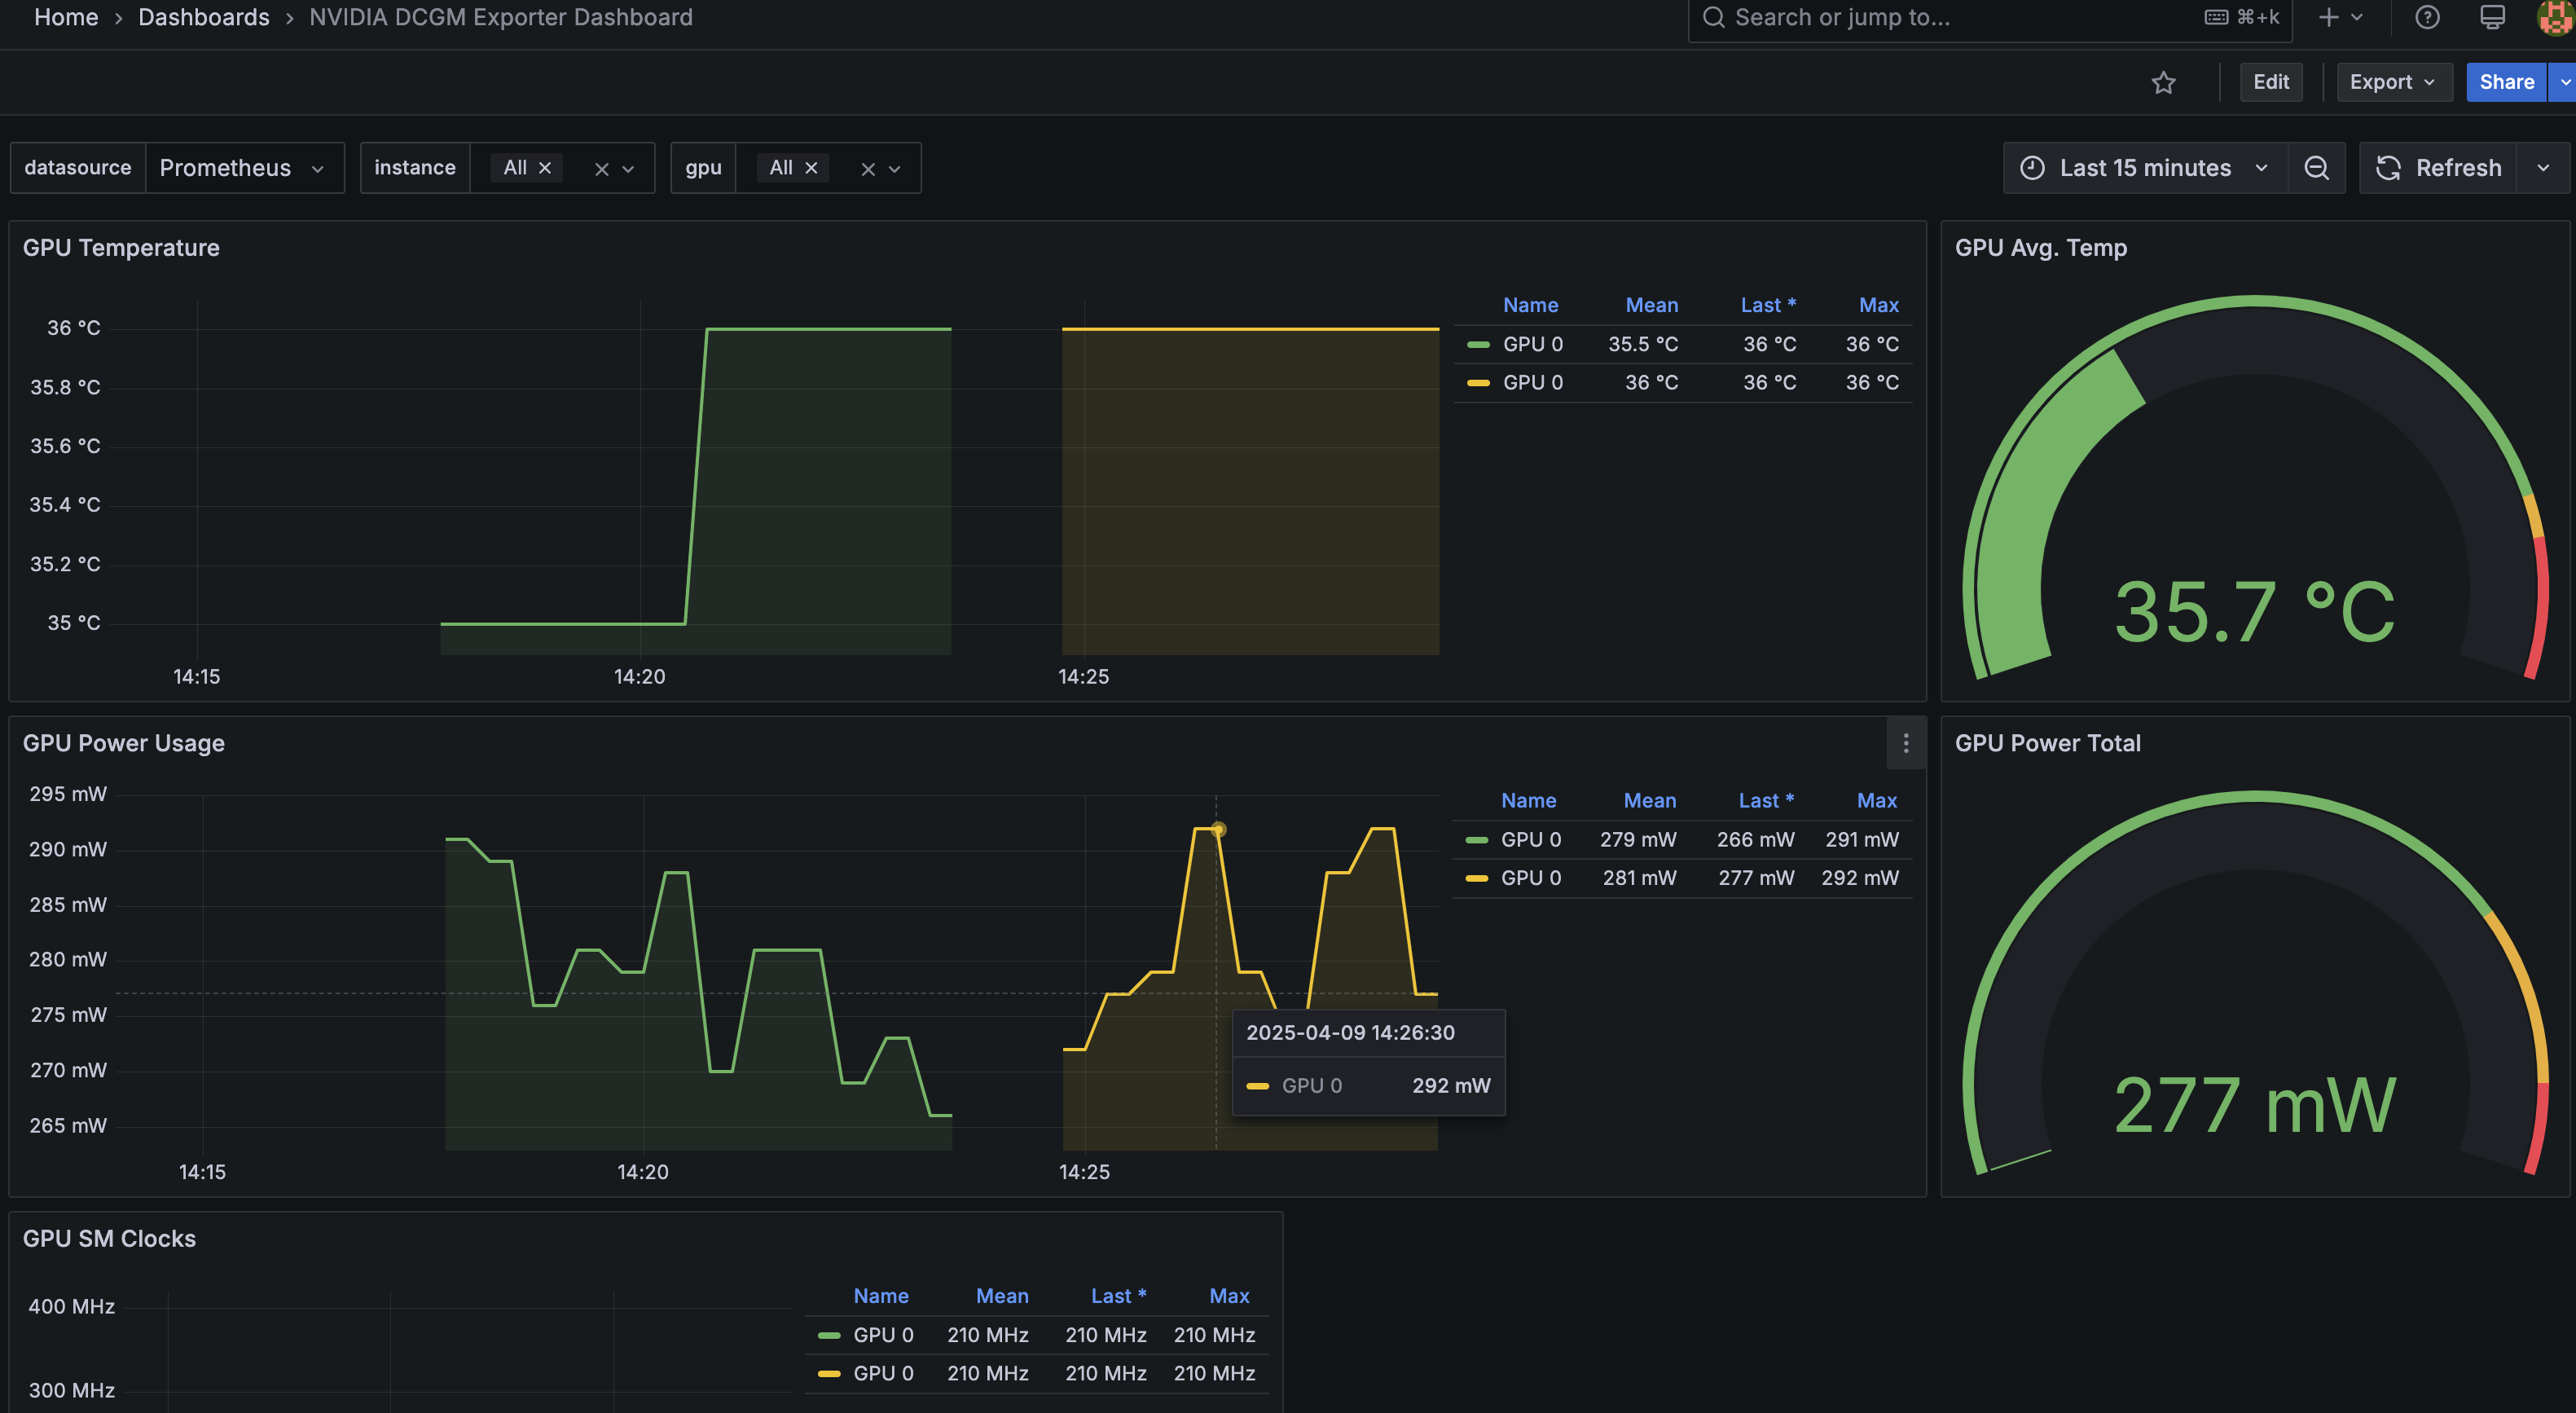 Home › Dashboards › NVIDIA DCGM Exporter Dashboard
Search or jump to... ⌘+k
Edit Export Share
datasource Prometheus instance All gpu All Last 15 minutes Refresh
GPU Temperature
36 °C
35.8 °C
35.6 °C
35.4 °C
35.2 °C
35 °C
14:15 14:20 14:25
Name Mean Last * Max
GPU 0 35.5 °C 36 °C 36 °C
GPU 0 36 °C 36 °C 36 °C
GPU Avg. Temp
35.7 °C
GPU Power Usage
295 mW
290 mW
285 mW
280 mW
275 mW
270 mW
265 mW
14:15 14:20 14:25
Name Mean Last * Max
GPU 0 279 mW 266 mW 291 mW
GPU 0 281 mW 277 mW 292 mW
2025-04-09 14:26:30
GPU 0 292 mW
GPU Power Total
277 mW
GPU SM Clocks
400 MHz
300 MHz
Name Mean Last * Max
GPU 0 210 MHz 210 MHz 210 MHz
GPU 0 210 MHz 210 MHz 210 MHz